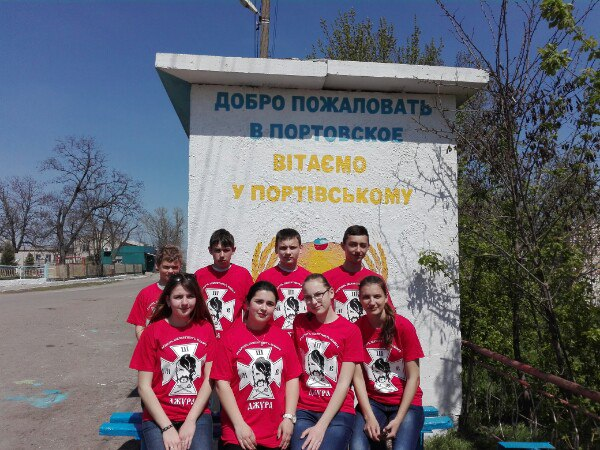 ДОБРО ПОЖАЛОВАТЬ
В ПОРТОВСКОЕ
ВІТАЄМО
У ПОРТІВСЬКОМУ
ДЖУРА
ДЖУРА
ДЖУРА